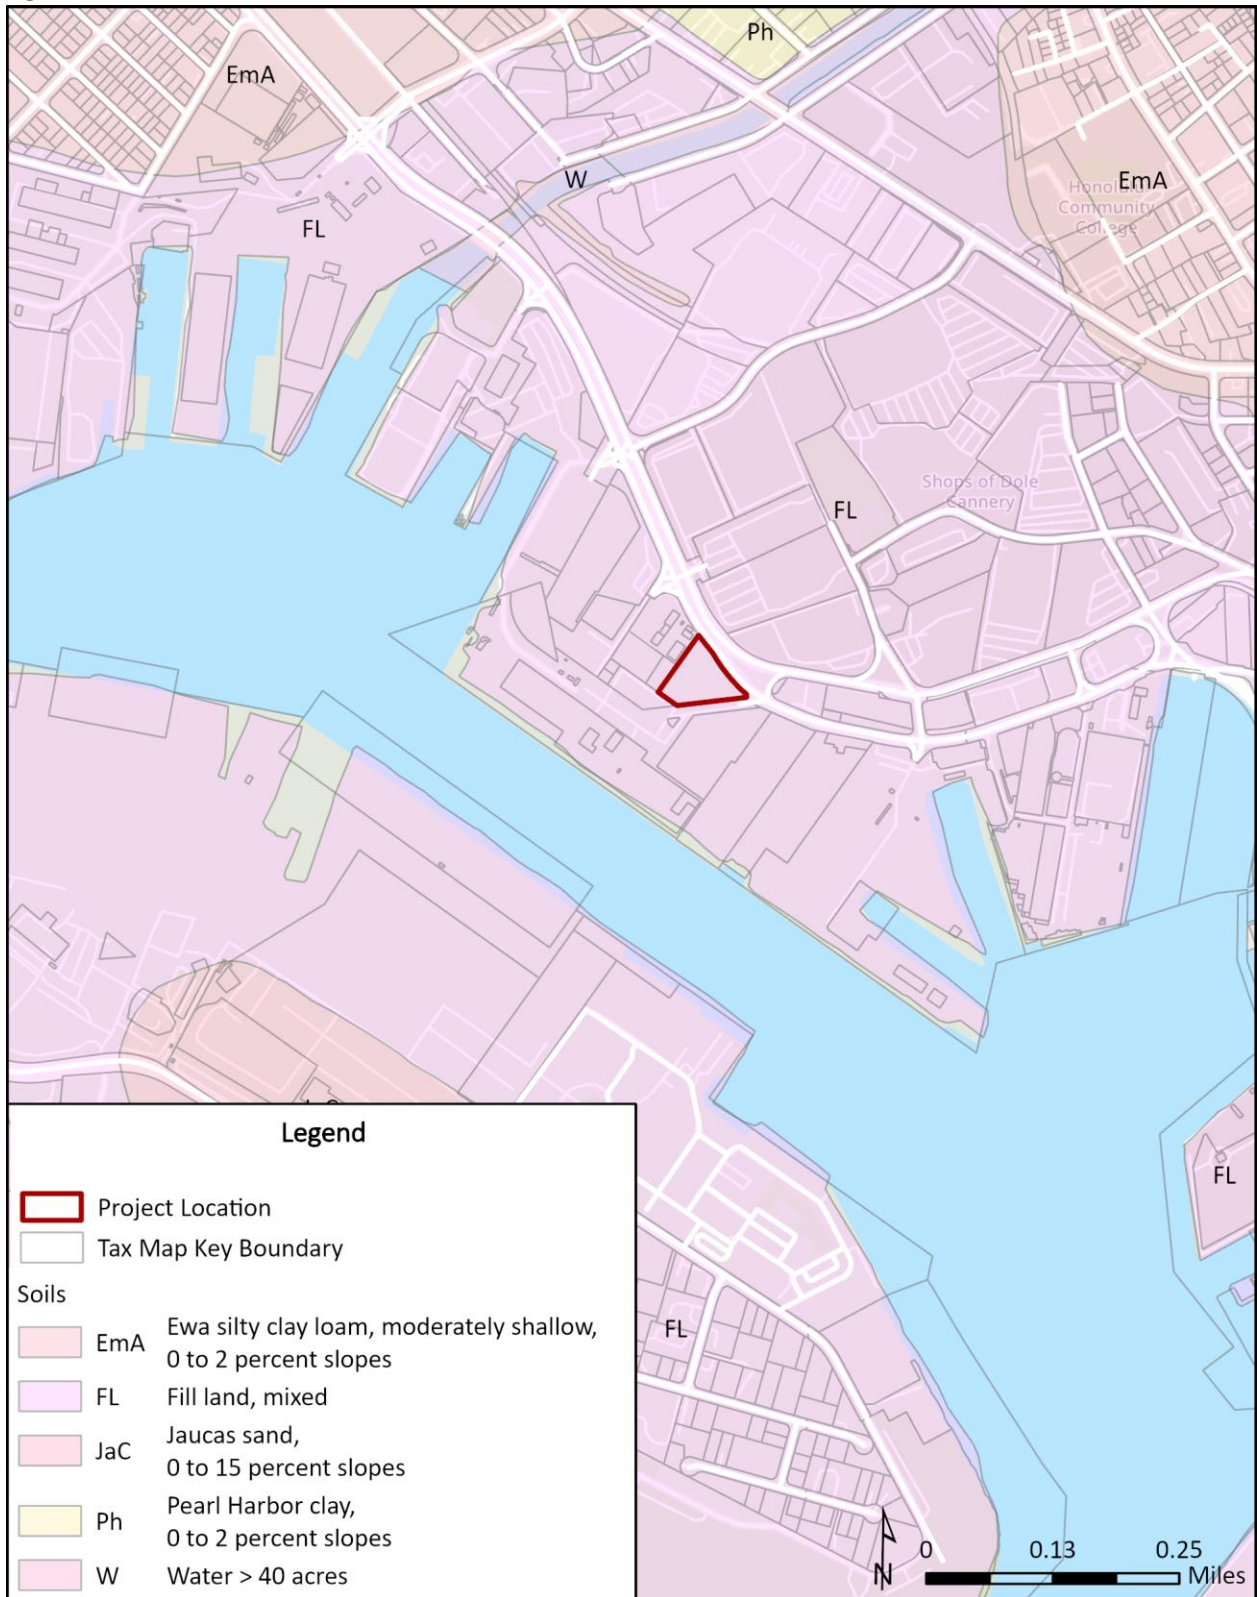 Ph
EmA
W
EmA
Honolulu
Community
College
FL
Shops of Dole
Cannery
FL
FL
FL
Legend
Project Location
Tax Map Key Boundary
Soils
EmA Ewa silty clay loam, moderately shallow,
0 to 2 percent slopes
FL Fill land, mixed
JaC Jaucas sand,
0 to 15 percent slopes
Ph Pearl Harbor clay,
0 to 2 percent slopes
W Water > 40 acres
N
0 0.13 0.25
Miles